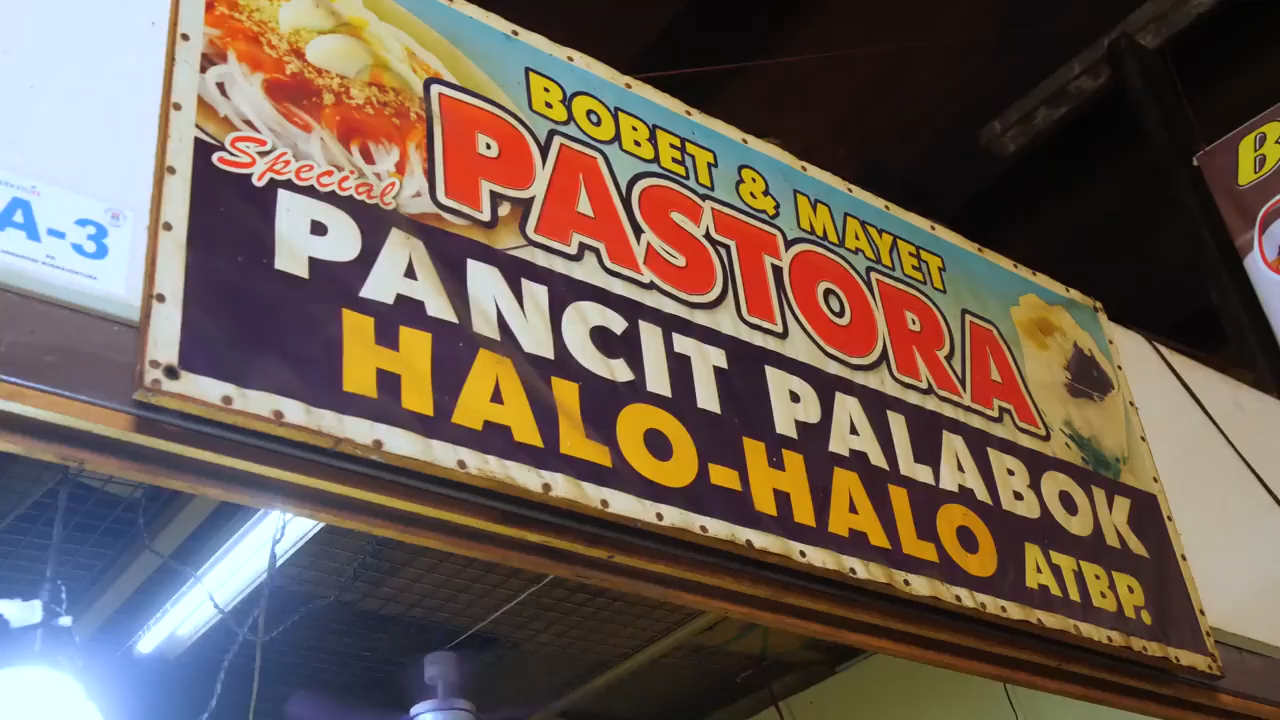 BOBET & MAYET
PASTORA
Special
PANCIT PALABOK
HALO-HALO ATBP.
A-3
B